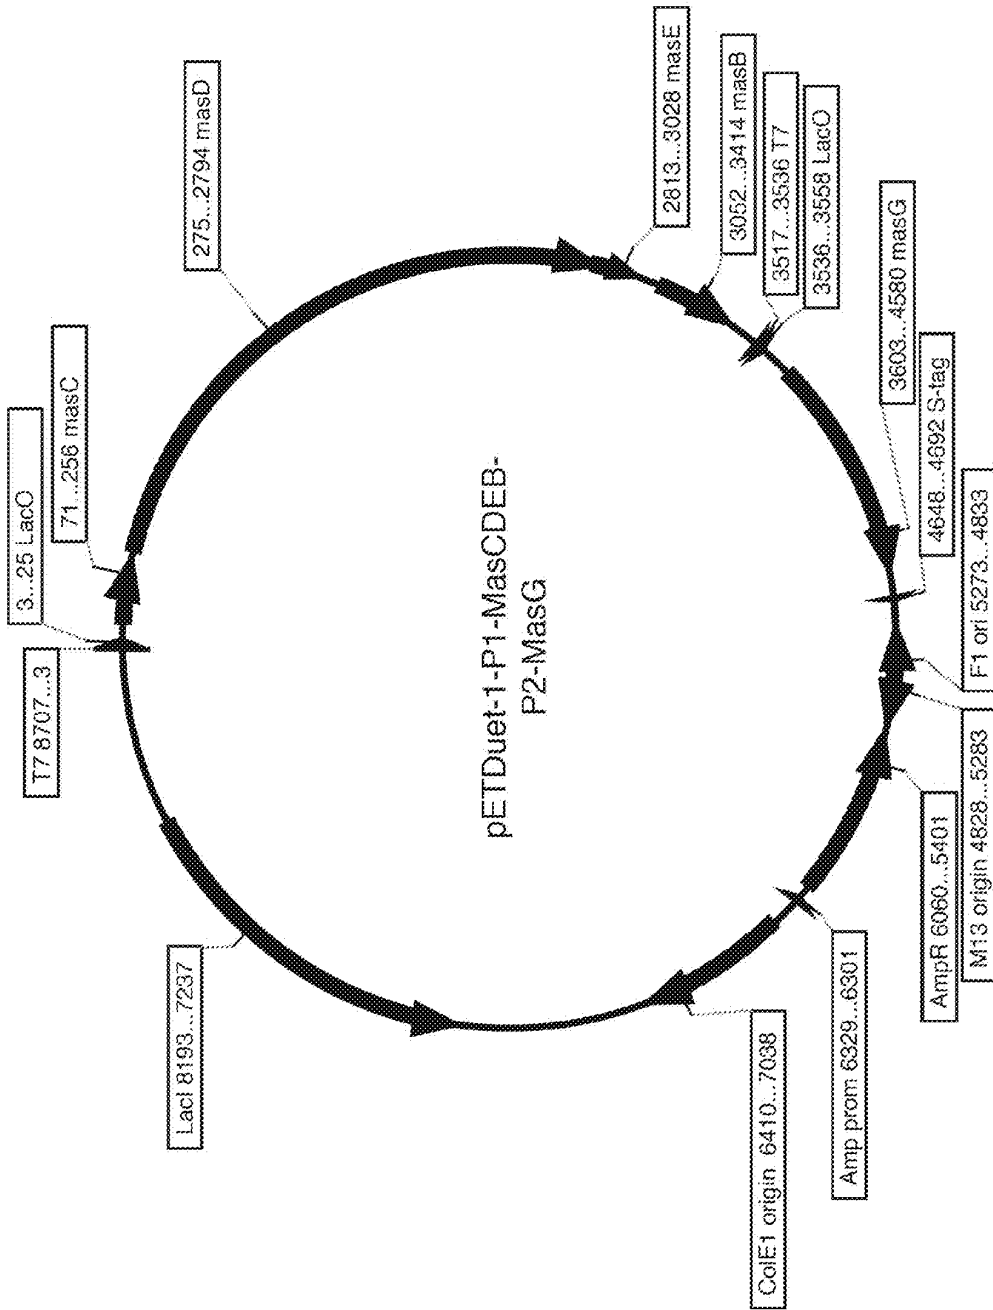 T7 8707...3
3...25 LacO
71...256 masC
275...2794 masD
2813...3028 masE
3052...3414 masB
3517...3536 T7
3536...3558 LacO
3603...4580 masG
4648...4692 S-tag
F1 ori 5273...4833
M13 origin 4828...5283
AmpR 6060...5401
Amp prom 6329...6301
ColE1 origin 6410...7038
LacI 8193...7237
pETDuet-1-P1-MasCDEB-
P2-MasG